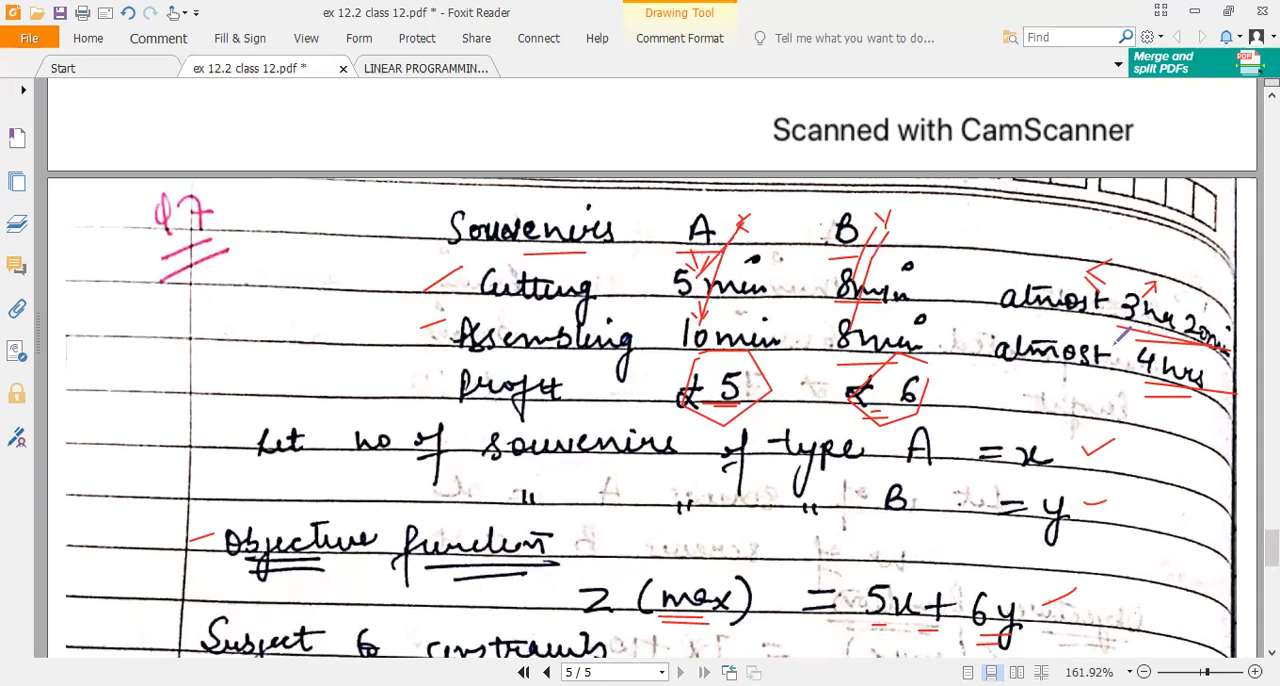 ex 12.2 class 12.pdf * - Foxit Reader
Drawing Tool
File Home Comment Fill & Sign View Form Protect Share Connect Help Comment Format Tell me what you want to do... Find
Start ex 12.2 class 12.pdf * LINEAR PROGRAMMIN... Merge and split PDFs
Scanned with CamScanner
Q7
Souvenirs A B
x y
Cutting 5 min 8 min almost 3 hr 20 min
Assembling 10 min 8 min almost 4 hrs
Profit ₹ 5 ₹ 6
Let no of souvenirs of type A = x
" " " B = y
Objective function
Z (max) = 5x + 6y
Subject to constraints
5 / 5 161.92%